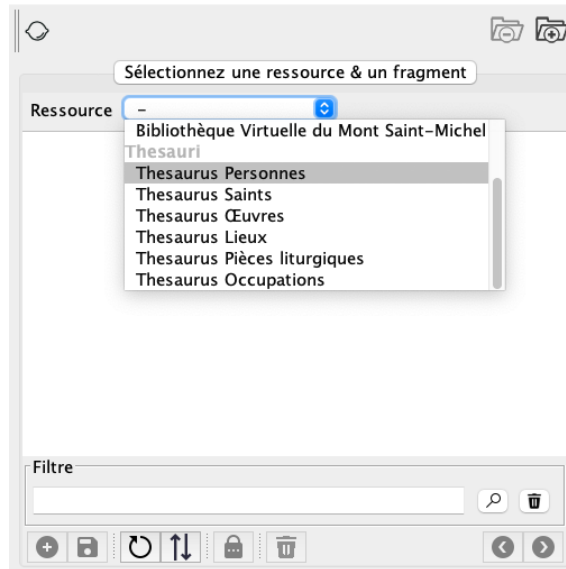 Sélectionnez une ressource & un fragment
Ressource –
Bibliothèque Virtuelle du Mont Saint-Michel
Thesauri
Thesaurus Personnes
Thesaurus Saints
Thesaurus Œuvres
Thesaurus Lieux
Thesaurus Pièces liturgiques
Thesaurus Occupations
Filtre